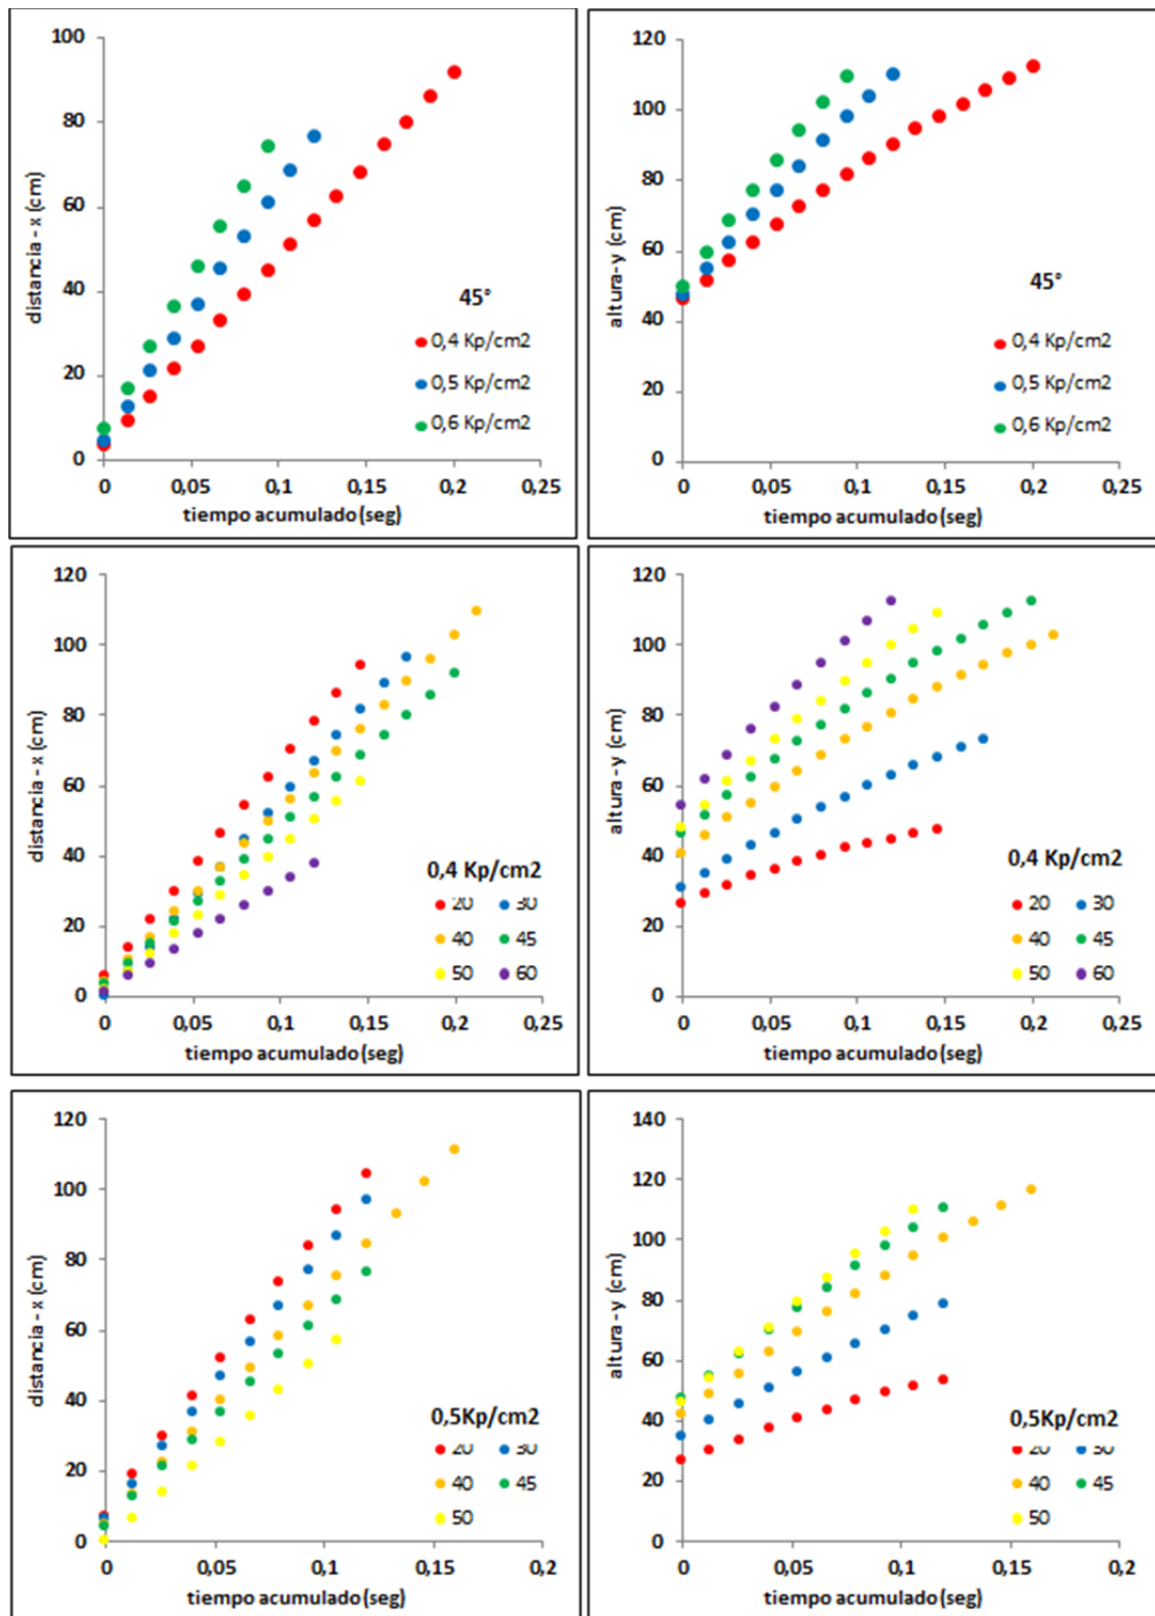 100
80
60
40
20
0
distancia - x (cm)
45°
0,4 Kp/cm2
0,5 Kp/cm2
0,6 Kp/cm2
0 0,05 0,1 0,15 0,2 0,25
tiempo acumulado (seg)
120
100
80
60
40
20
0
altura- y (cm)
45°
0,4 Kp/cm2
0,5 Kp/cm2
0,6 Kp/cm2
0 0,05 0,1 0,15 0,2 0,25
tiempo acumulado (seg)
120
100
80
60
40
20
0
distancia - x (cm)
0,4 Kp/cm2
20 30
40 45
50 60
0 0,05 0,1 0,15 0,2 0,25
tiempo acumulado (seg)
120
100
80
60
40
20
0
altura - y (cm)
0,4 Kp/cm2
20 30
40 45
50 60
0 0,05 0,1 0,15 0,2 0,25
tiempo acumulado (seg)
120
100
80
60
40
20
0
distancia - x (cm)
0,5Kp/cm2
20 30
40 45
50
0 0,05 0,1 0,15 0,2
tiempo acumulado (seg)
140
120
100
80
60
40
20
0
altura - y (cm)
0,5Kp/cm2
20 30
40 45
50
0 0,05 0,1 0,15 0,2
tiempo acumulado (seg)